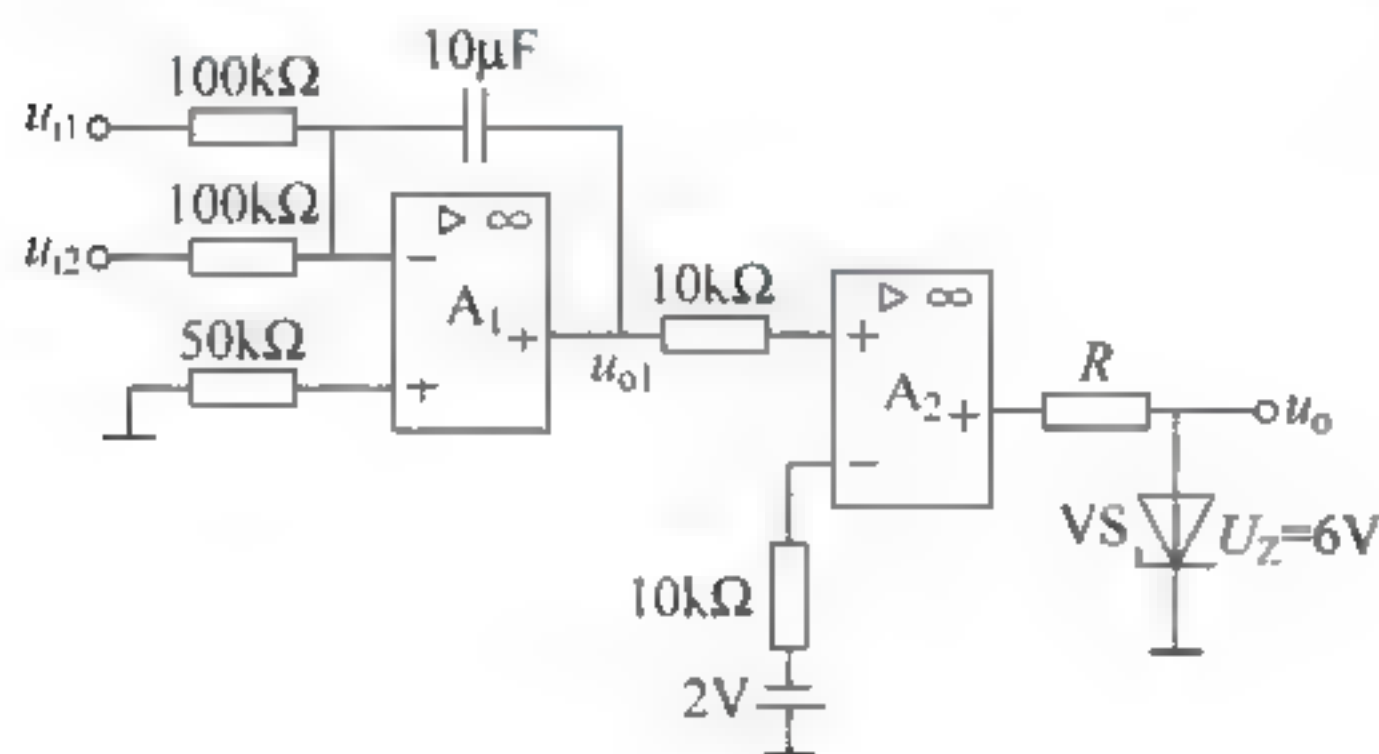 10μF
100kΩ
u_i1
100kΩ
▷ ∞
u_i2
−
A₁
+
50kΩ
+
u_o1
10kΩ
▷ ∞
+
A₂
+
−
R
u_o
VS
U_Z=6V
10kΩ
2V